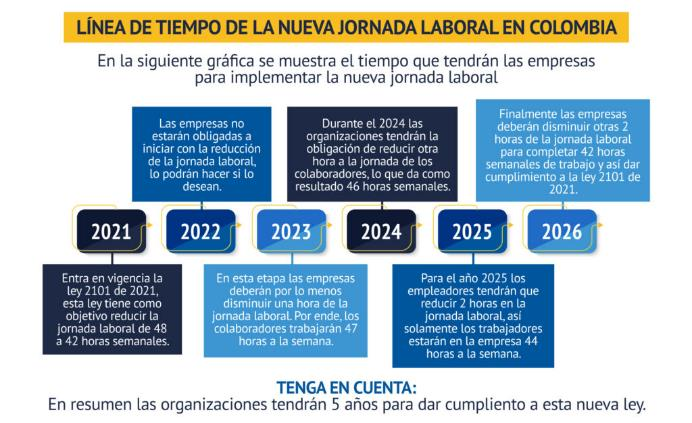 LÍNEA DE TIEMPO DE LA NUEVA JORNADA LABORAL EN COLOMBIA
En la siguiente gráfica se muestra el tiempo que tendrán las empresas
para implementar la nueva jornada laboral
Las empresas no
estarán obligadas a
iniciar con la reducción
de la jornada laboral,
lo podrán hacer si lo
desean.
Durante el 2024 las
organizaciones tendrán la
obligación de reducir otra
hora a la jornada de los
colaboradores, lo que da como
resultado 46 horas semanales.
Finalmente las empresas
deberán disminuir otras 2
horas de la jornada laboral
para completar 42 horas
semanales de trabajo y así dar
cumplimiento a la ley 2101 de
2021.
2021
2022
2023
2024
2025
2026
Entra en vigencia la
ley 2101 de 2021,
esta ley tiene como
objetivo reducir la
jornada laboral de 48
a 42 horas semanales.
En esta etapa las empresas
deberán por lo menos
disminuir una hora de la
jornada laboral. Por ende, los
colaboradores trabajarán 47
horas a la semana.
Para el año 2025 los
empleadores tendrán que
reducir 2 horas en la
jornada laboral, así
solamente los trabajadores
estarán en la empresa 44
horas a la semana.
TENGA EN CUENTA:
En resumen las organizaciones tendrán 5 años para dar cumpliento a esta nueva ley.